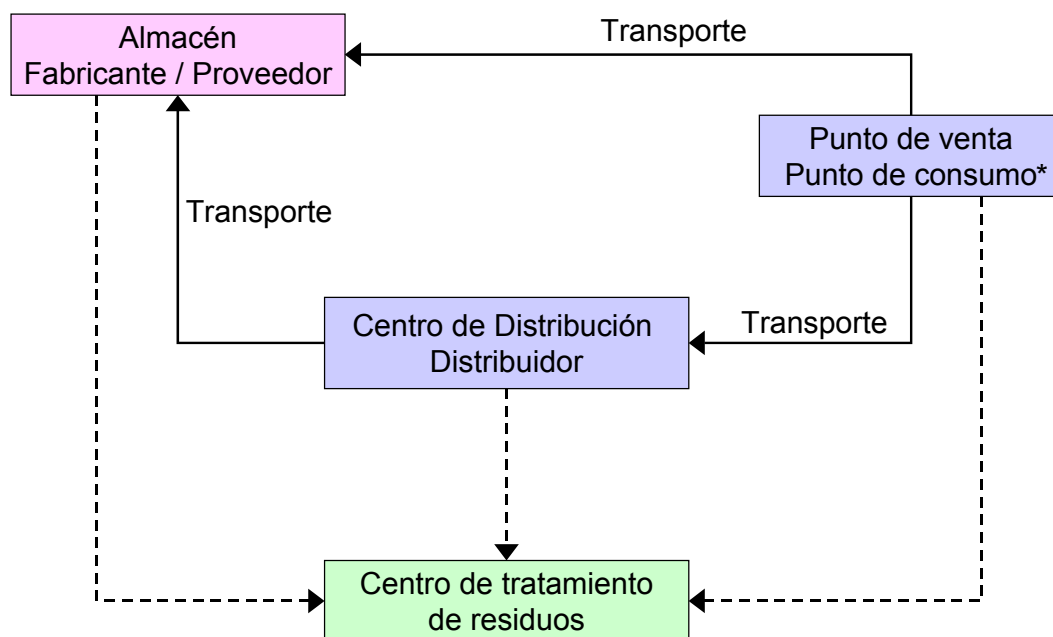 Transporte
Almacén
Fabricante / Proveedor
Punto de venta
Punto de consumo*
Transporte
Centro de Distribución
Distribuidor
Transporte
Centro de tratamiento
de residuos